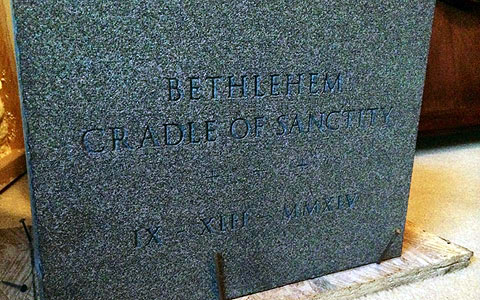 BETHLEHEM
CRADLE OF SANCTITY
+ + +
IX - XIII - MMXIV